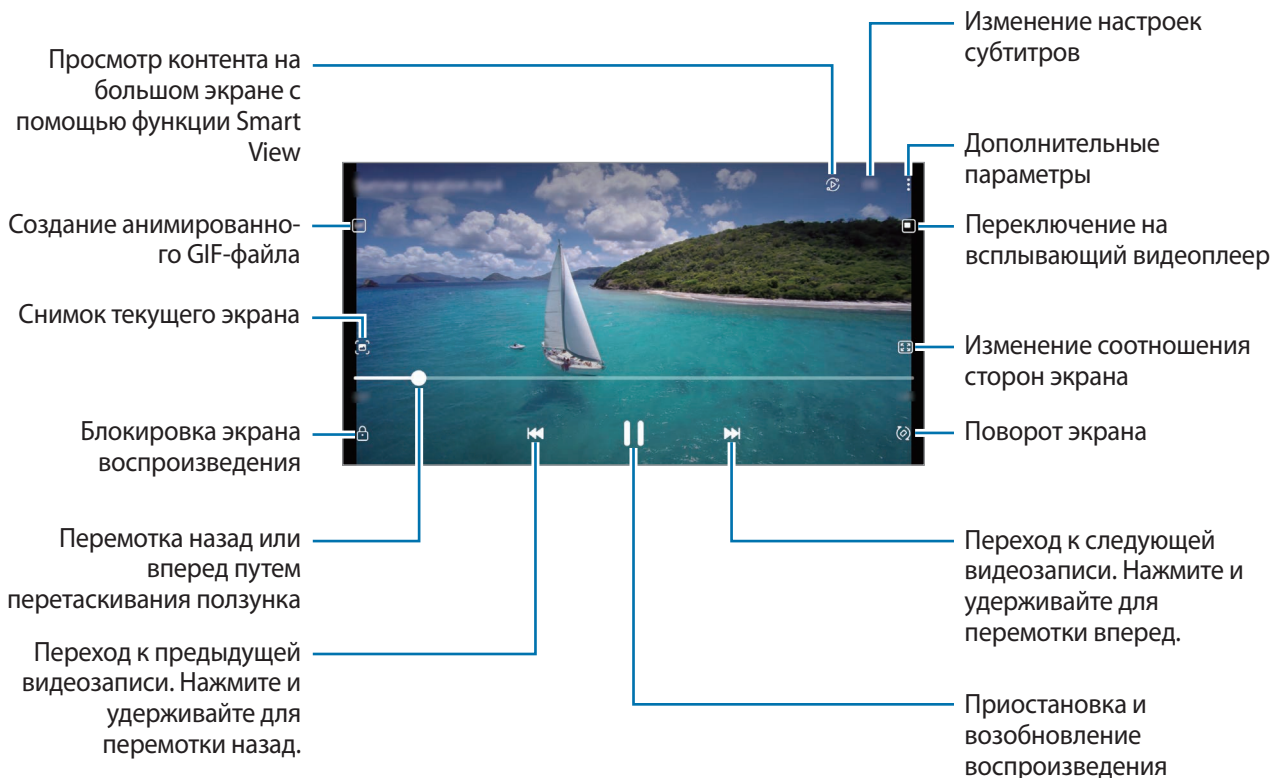 Просмотр контента на
большом экране с
помощью функции Smart
View
Создание анимированно-
го GIF-файла
Снимок текущего экрана
Блокировка экрана
воспроизведения
Перемотка назад или
вперед путем
перетаскивания ползунка
Переход к предыдущей
видеозаписи. Нажмите и
удерживайте для
перемотки назад.
Изменение настроек
субтитров
Дополнительные
параметры
Переключение на
всплывающий видеоплеер
Изменение соотношения
сторон экрана
Поворот экрана
Переход к следующей
видеозаписи. Нажмите и
удерживайте для
перемотки вперед.
Приостановка и
возобновление
воспроизведения